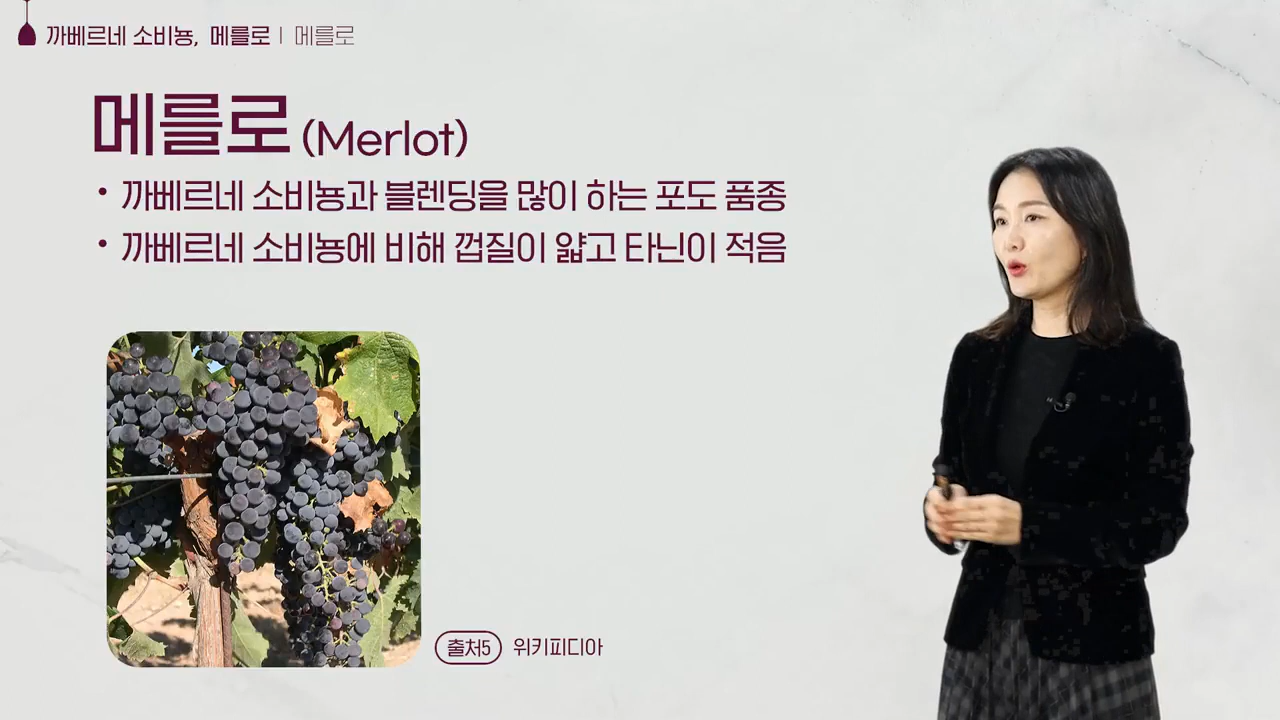 까베르네 소비뇽, 메를로 | 메를로
메를로 (Merlot)
• 까베르네 소비뇽과 블렌딩을 많이 하는 포도 품종
• 까베르네 소비뇽에 비해 껍질이 얇고 타닌이 적음
출처5 위키피디아